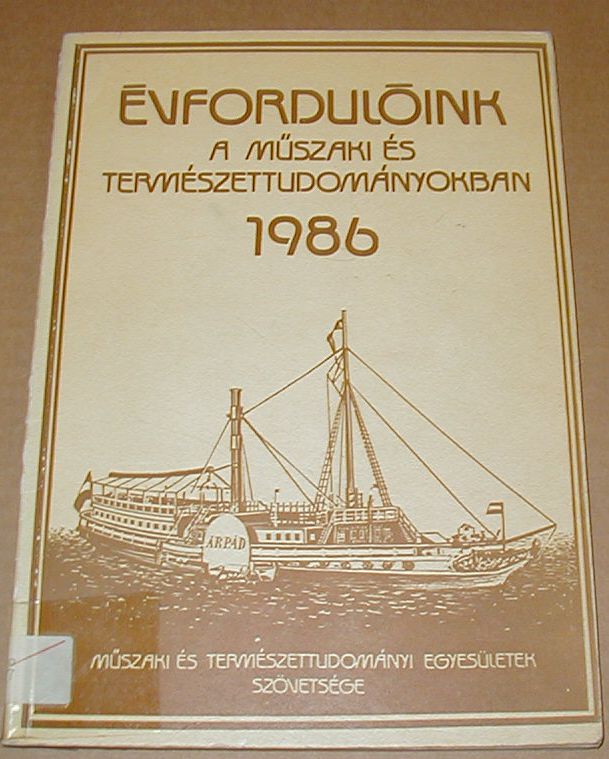 ÉVFORDULÓINK
A MŰSZAKI ÉS
TERMÉSZETTUDOMÁNYOKBAN
1986
ÁRPÁD
MŰSZAKI ÉS TERMÉSZETTUDOMÁNYI EGYESÜLETEK
SZÖVETSÉGE